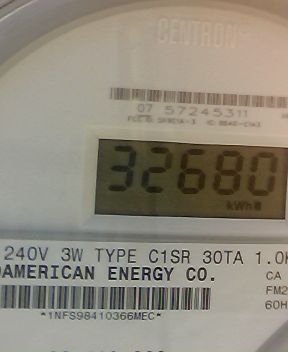 CENTRON
07 57245311
32680
kWh
240V 3W TYPE C1SR 30TA 1.0K
AMERICAN ENERGY CO.
CA
FM2
60H
*1NFS98410366MEC*